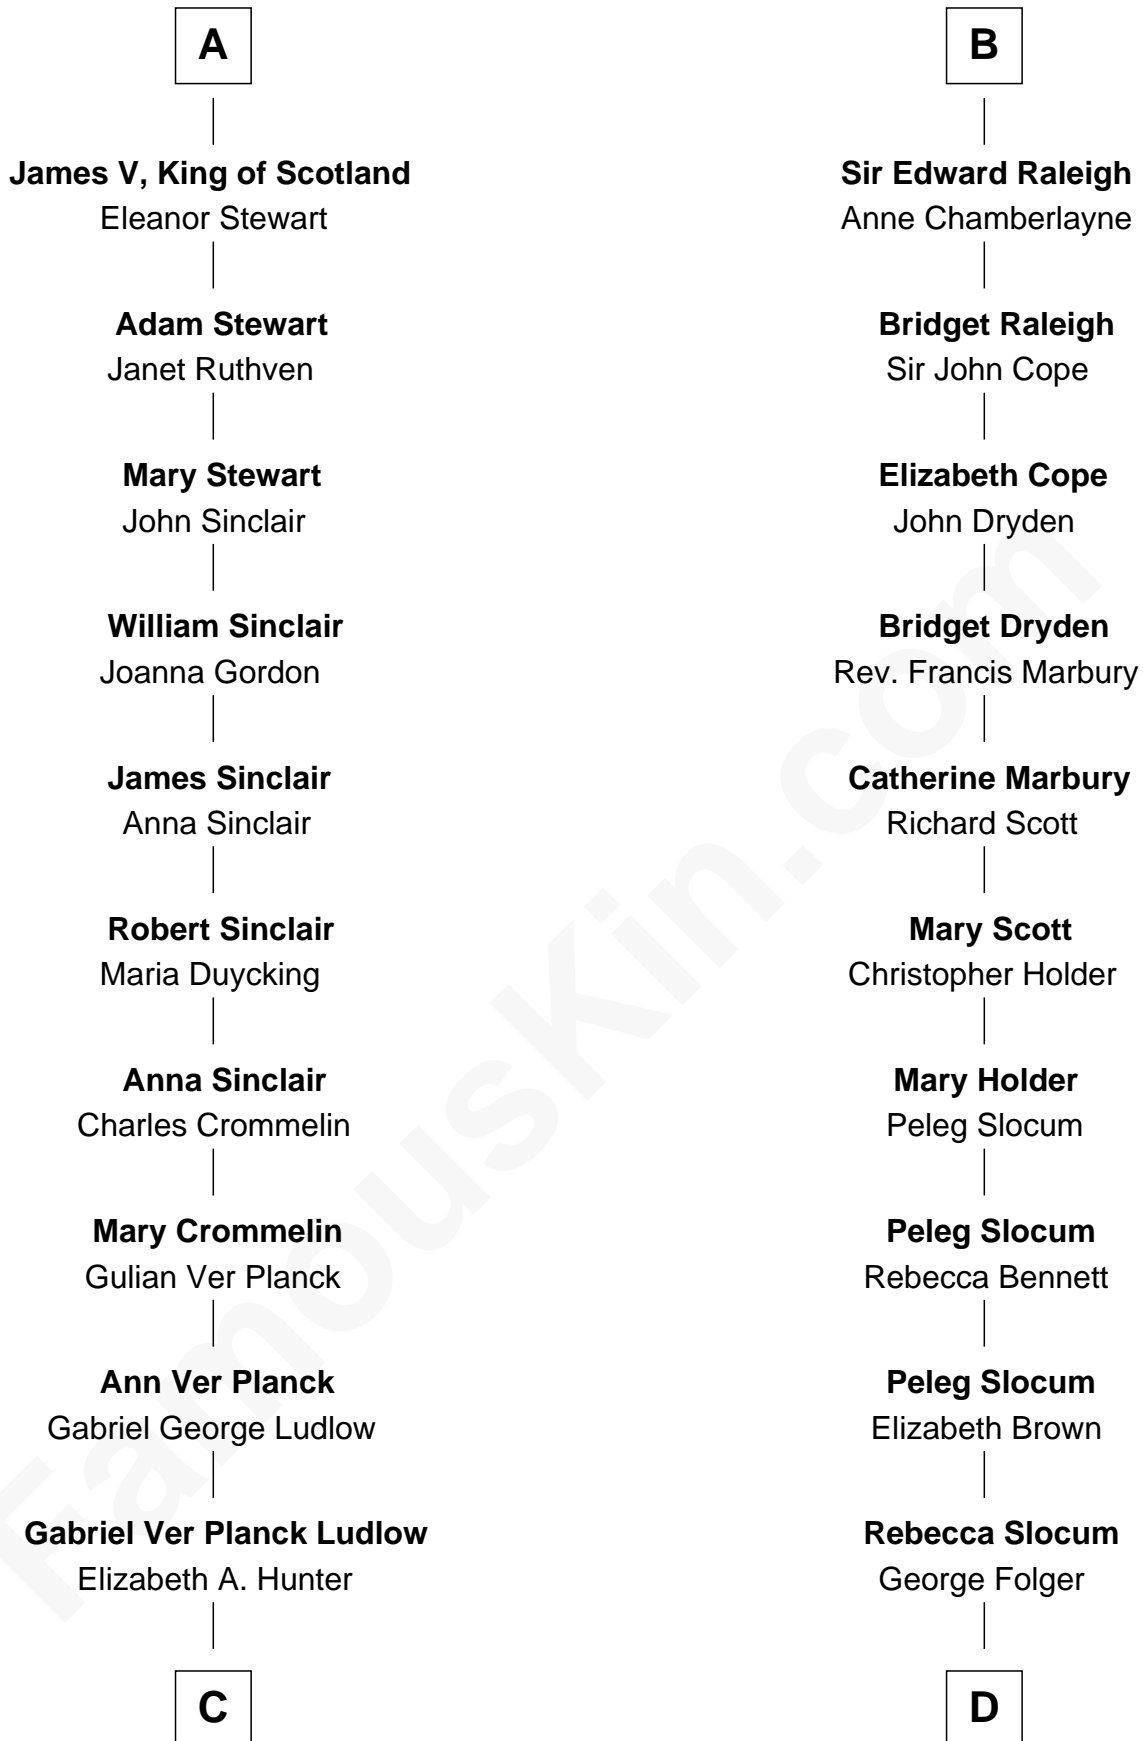 A
James V, King of Scotland
Eleanor Stewart
Adam Stewart
Janet Ruthven
Mary Stewart
John Sinclair
William Sinclair
Joanna Gordon
James Sinclair
Anna Sinclair
Robert Sinclair
Maria Duycking
Anna Sinclair
Charles Crommelin
Mary Crommelin
Gulian Ver Planck
Ann Ver Planck
Gabriel George Ludlow
Gabriel Ver Planck Ludlow
Elizabeth A. Hunter
C
B
Sir Edward Raleigh
Anne Chamberlayne
Bridget Raleigh
Sir John Cope
Elizabeth Cope
John Dryden
Bridget Dryden
Rev. Francis Marbury
Catherine Marbury
Richard Scott
Mary Scott
Christopher Holder
Mary Holder
Peleg Slocum
Peleg Slocum
Rebecca Bennett
Peleg Slocum
Elizabeth Brown
Rebecca Slocum
George Folger
D
FamousKin.com